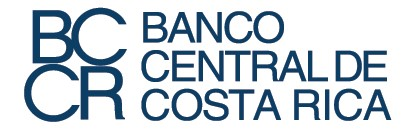 BC
CR
BANCO
CENTRAL DE
COSTA RICA